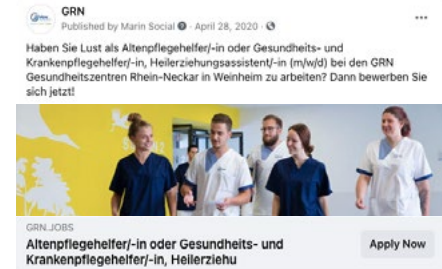 GRN
Published by Marin Social · April 28, 2020 ·
Haben Sie Lust als Altenpflegehelfer/-in oder Gesundheits- und
Krankenpflegehelfer/-in, Heilerziehungsassistent/-in (m/w/d) bei den GRN
Gesundheitszentren Rhein-Neckar in Weinheim zu arbeiten? Dann bewerben Sie
sich jetzt!
GRN.JOBS
Altenpflegehelfer/-in oder Gesundheits- und
Krankenpflegehelfer/-in, Heilerziehu
Apply Now